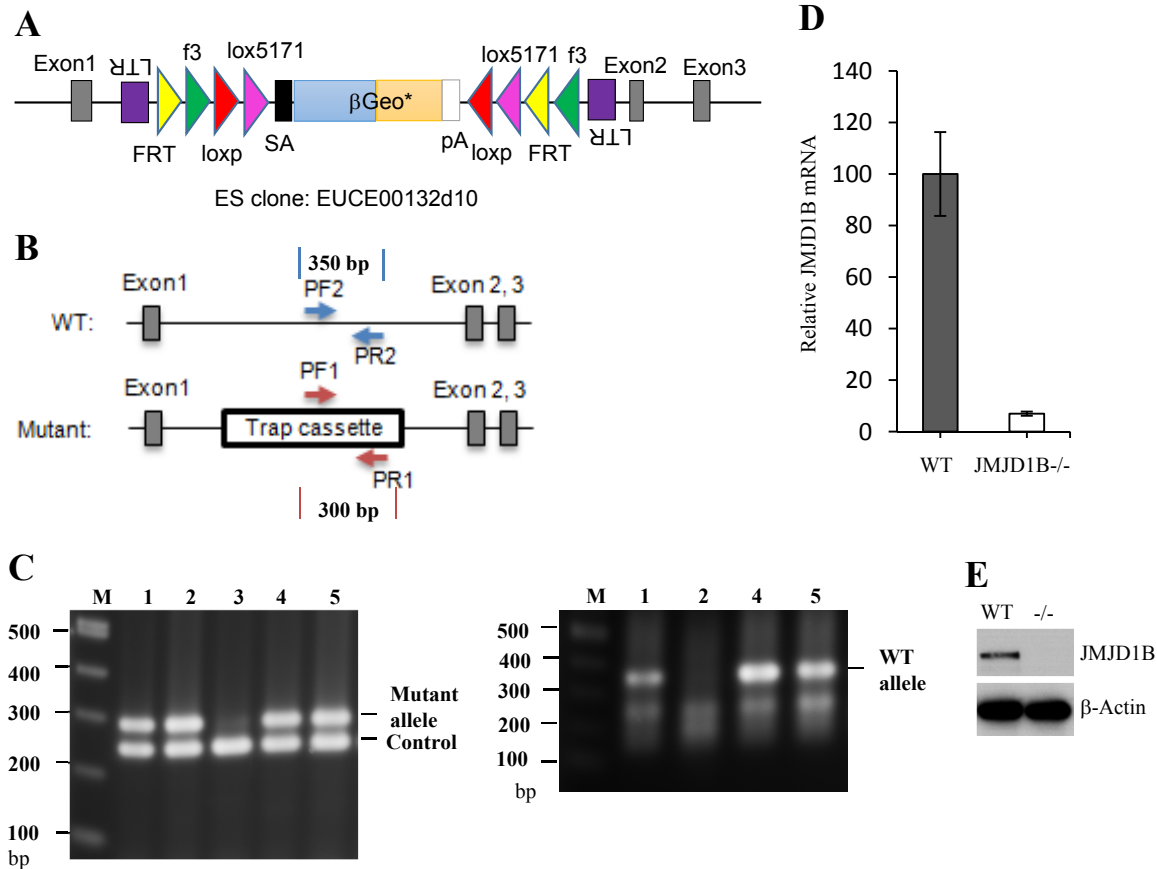 A
Exon1 LTR f3 lox5171 lox5171 f3 Exon2 Exon3
βGeo*
FRT loxp SA pA loxp FRT LTR
ES clone: EUCE00132d10
B
350 bp
Exon1 PF2 Exon 2, 3
WT:
PR2
PF1
Exon1 Exon 2, 3
Mutant: Trap cassette
PR1
300 bp
C
M 1 2 3 4 5
500
400
300
200
100
bp
Mutant
allele
Control
M 1 2 4 5
500
400
300
200
100
bp
WT
allele
D
Relative JMJD1B mRNA
140
120
100
80
60
40
20
0
WT JMJD1B-/-
E
WT -/-
JMJD1B
β-Actin